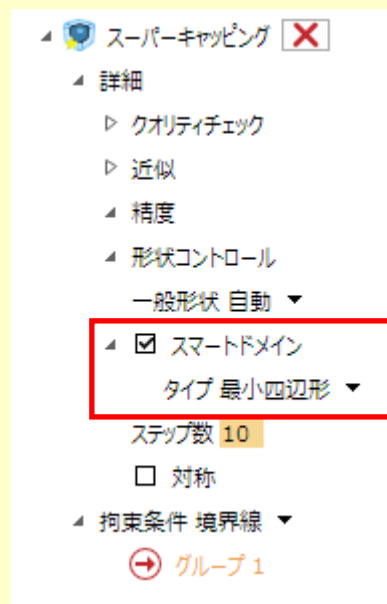 スーパーキャッピング
詳細
クオリティチェック
近似
精度
形状コントロール
一般形状 自動
スマートドメイン
タイプ 最小四辺形
ステップ数 10
対称
拘束条件 境界線
グループ 1